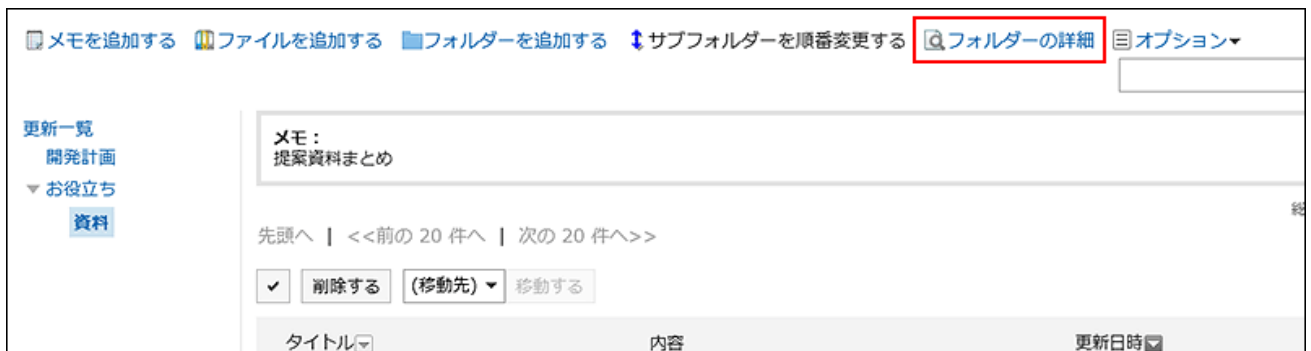 メモを追加する ファイルを追加する フォルダーを追加する サブフォルダーを順番変更する フォルダーの詳細 オプション
更新一覧
開発計画
お役立ち
資料
メモ：
提案資料まとめ
先頭へ | <<前の 20 件へ | 次の 20 件へ>>
削除する (移動先) 移動する
タイトル 内容 更新日時